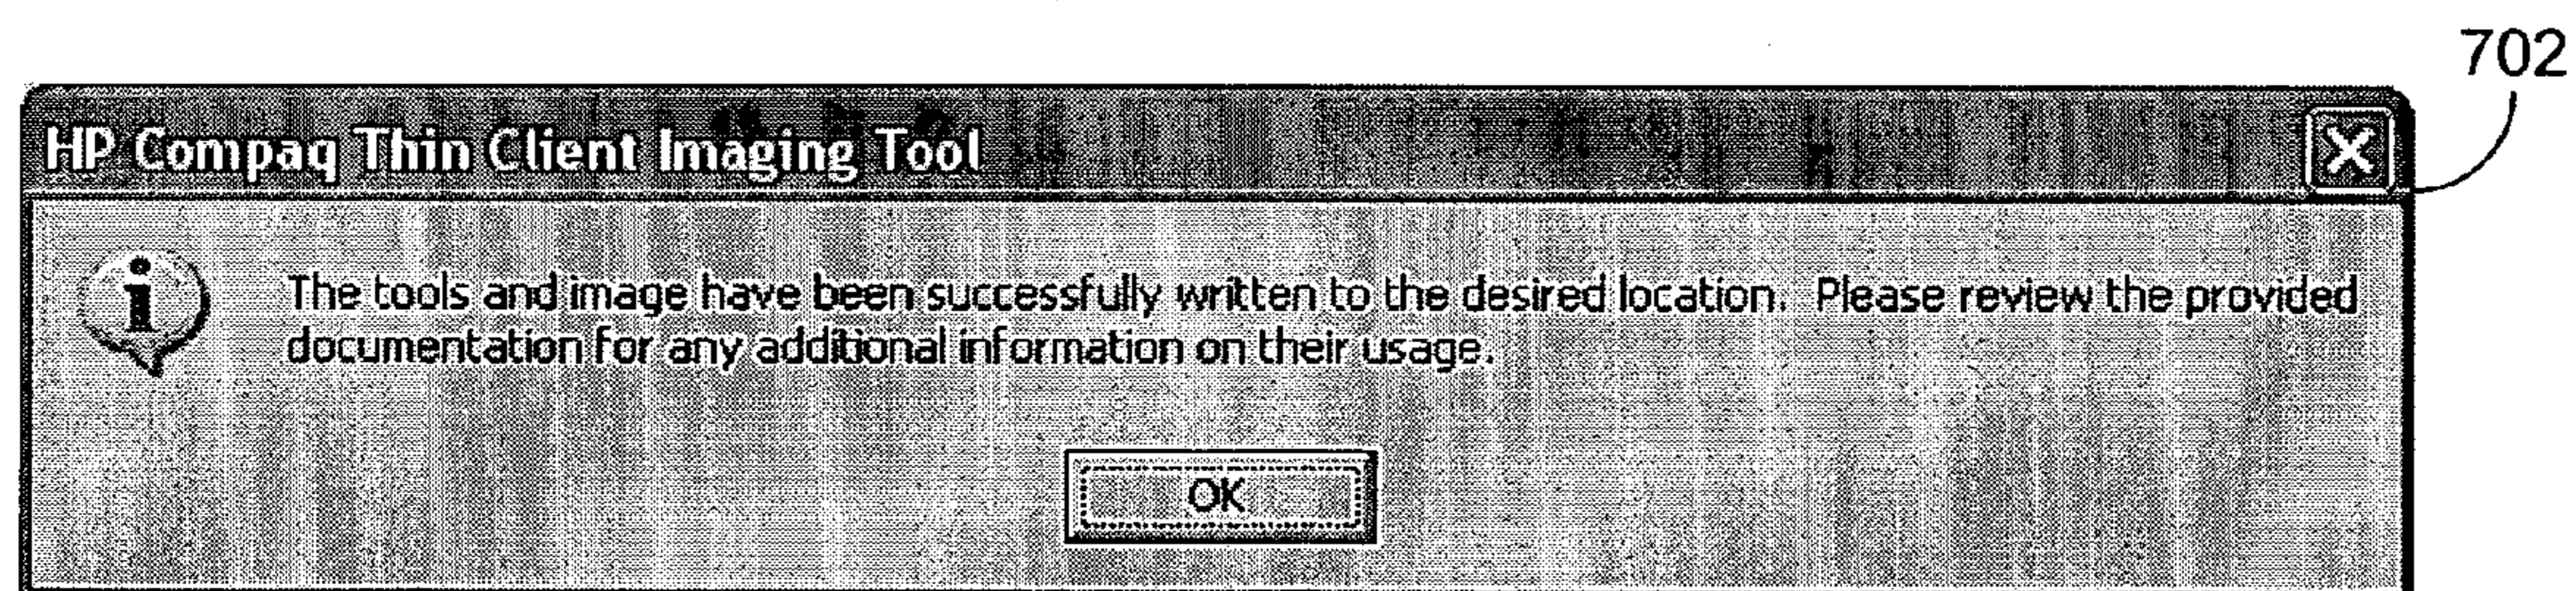 702
HP Compaq Thin Client Imaging Tool
The tools and image have been successfully written to the desired location. Please review the provided
documentation for any additional information on their usage.
OK